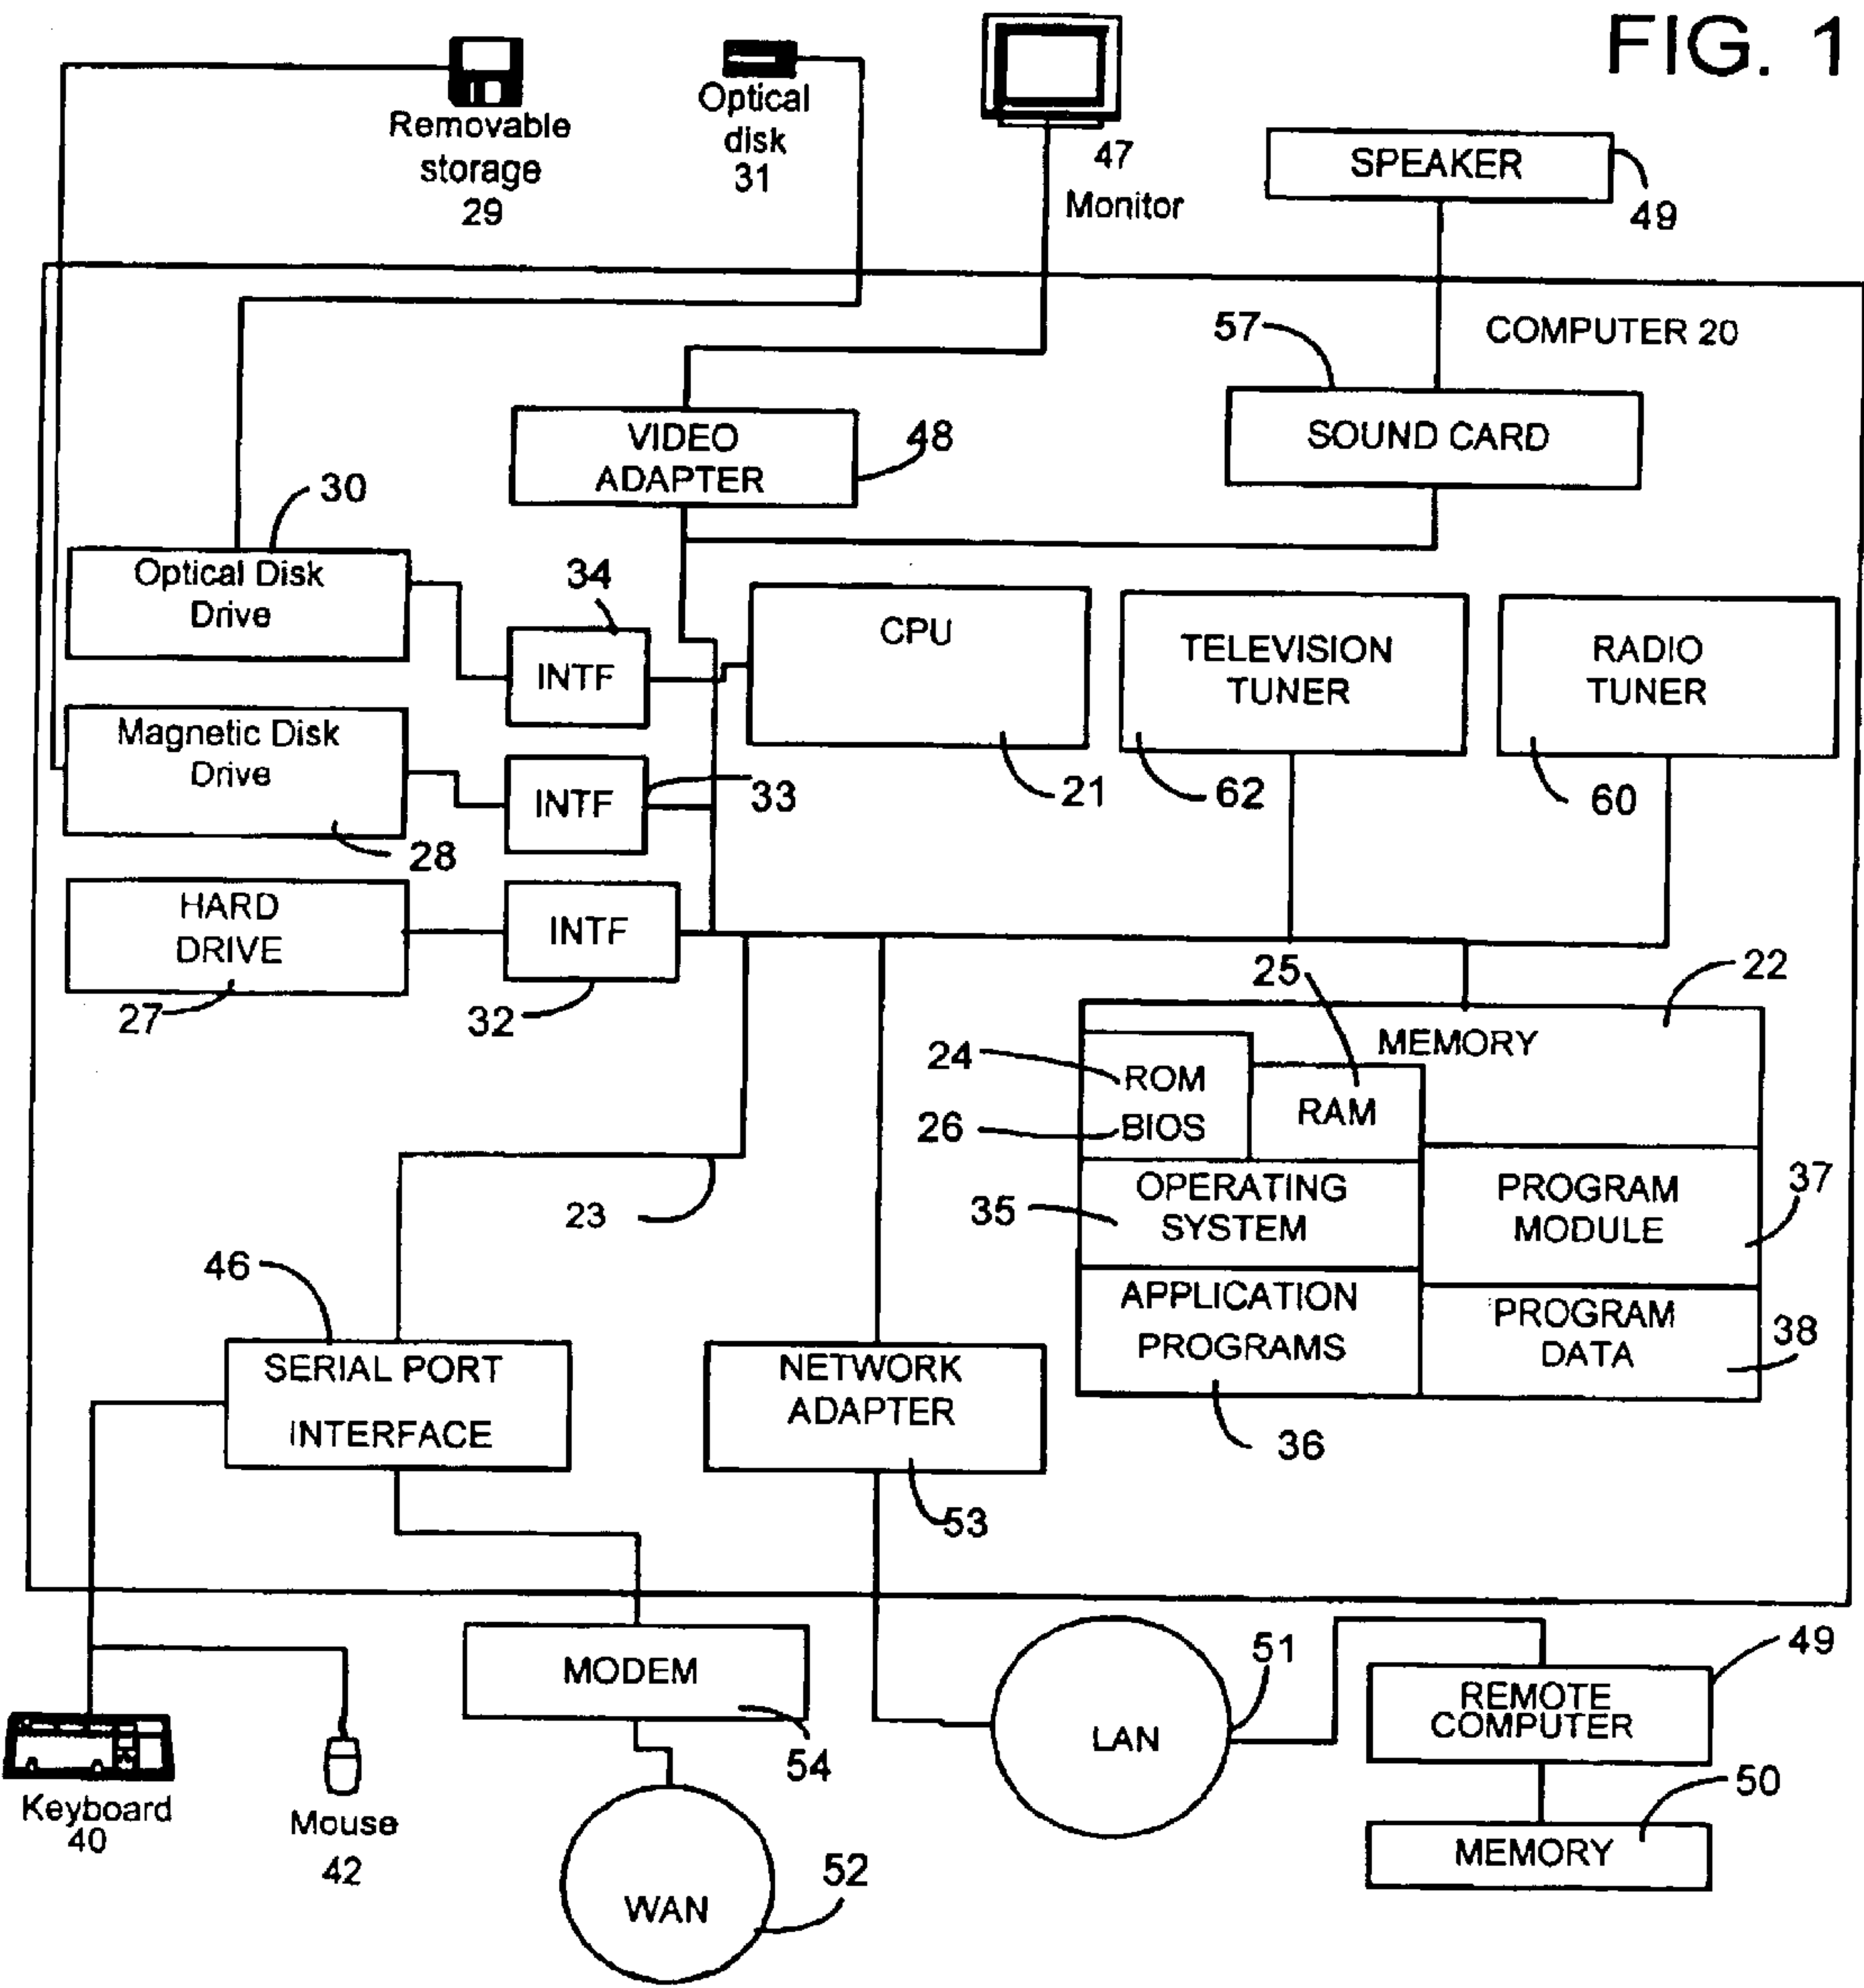 FIG. 1
Removable
storage
29
Optical
disk
31
47
Monitor
SPEAKER
49
COMPUTER 20
57
SOUND CARD
VIDEO
ADAPTER
48
30
Optical Disk
Drive
34
INTF
CPU
21
TELEVISION
TUNER
62
RADIO
TUNER
60
Magnetic Disk
Drive
28
INTF
33
HARD
DRIVE
27
INTF
32
25
22
MEMORY
24
ROM
26
BIOS
RAM
35
OPERATING
SYSTEM
PROGRAM
MODULE
37
APPLICATION
PROGRAMS
36
PROGRAM
DATA
38
23
46
SERIAL PORT
INTERFACE
NETWORK
ADAPTER
53
MODEM
54
LAN
51
REMOTE
COMPUTER
49
MEMORY
50
Keyboard
40
Mouse
42
WAN
52